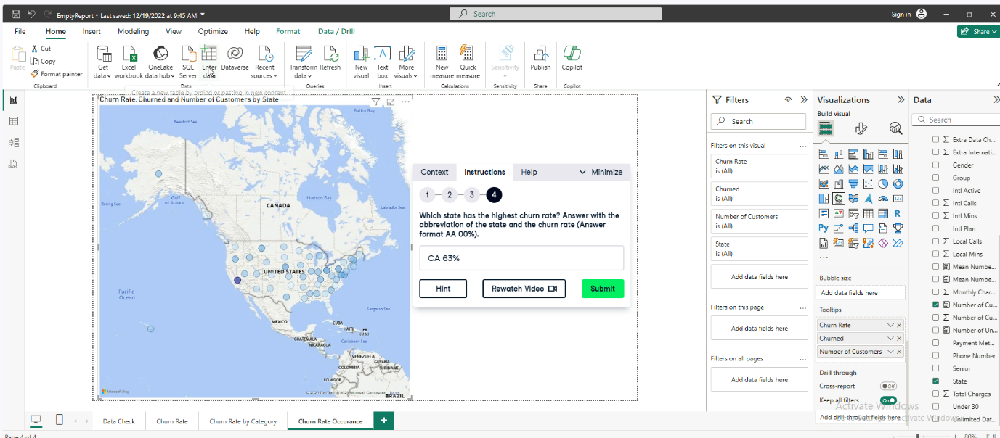 EmptyReport • Last saved: 12/19/2022 at 9:45 AM
Search
Sign in
File Home Insert Modeling View Optimize Help Format Data / Drill
Share
Paste
Cut
Copy
Format painter
Clipboard
Get data
Excel workbook
OneLake data hub
SQL Server
Enter data
Dataverse
Recent sources
Data
Transform data
Refresh
Queries
New visual
Text box
More visuals
Insert
New measure
Quick measure
Calculations
Sensitivity
Sensitivity
Publish
Share
Copilot
Copilot
Create a new table by typing or pasting in new content.
Churn Rate, Churned and Number of Customers by State
Baffin Bay
Beaufort Sea
Gulf of Alaska
Bering Sea
CANADA
Hudson Bay
Labrador Sea
UNITED STATES
Pacific Ocean
Sargasso Sea
MEXICO
CUBA
HAITI
PR (U.S.)
GUATEMALA
NICARAGUA
Caribbean Sea
VENEZUELA
GUYANA
COLOMBIA
SURINAME
ECUADOR
BRAZIL
Microsoft Bing
Microsoft Corporation
Terms
Context Instructions Help Minimize
1 2 3 4
Which state has the highest churn rate? Answer with the
abbreviation of the state and the churn rate (Answer
format AA 00%).
CA 63%
Hint Rewatch Video Submit
Filters
Search
Filters on this visual ...
Churn Rate
is (All)
Churned
is (All)
Number of Customers
is (All)
State
is (All)
Add data fields here
Filters on this page ...
Add data fields here
Filters on all pages ...
Add data fields here
Visualizations
Build visual
123
R
Py
...
Bubble size
Add data fields here
Tooltips
Churn Rate
Churned
Number of Customers
Drill through
Cross-report Off
Keep all filters On
Add drill-through fields here
Data
Search
Extra Data Ch...
Extra Internati...
Gender
Group
Intl Active
Intl Calls
Intl Mins
Intl Plan
Local Calls
Local Mins
Mean Numbe...
Mean Numbe...
Monthly Char...
Number of Cu...
Number of Cu...
Number of Un...
Payment Met...
Phone Number
Senior
State
Total Charges
Under 30
Unlimited Dat...
Activate Windows
Data Check Churn Rate Churn Rate by Category Churn Rate Occurance +
Page 4 of 4
80%